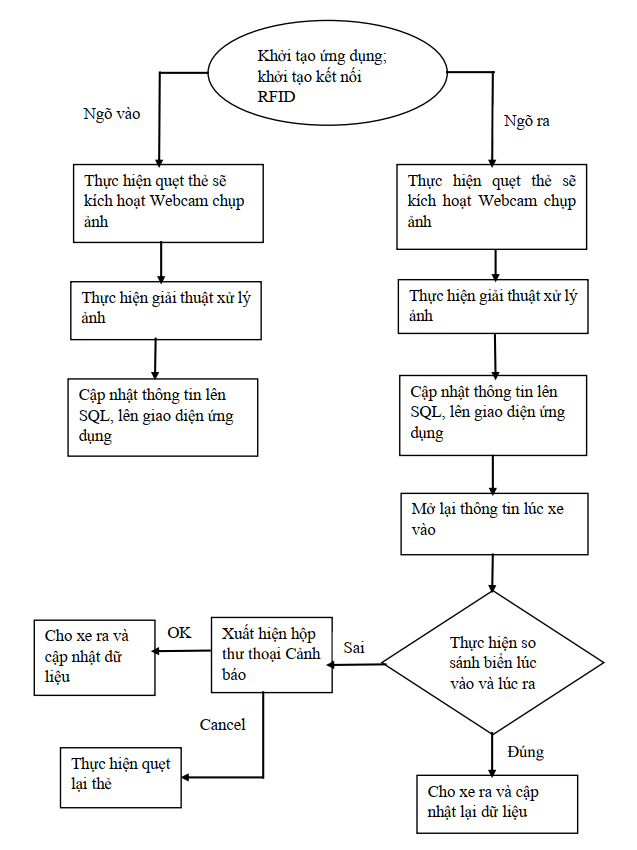 Khởi tạo ứng dụng;
khởi tạo kết nối
RFID
Ngõ vào
Ngõ ra
Thực hiện quẹt thẻ sẽ
kích hoạt Webcam chụp
ảnh
Thực hiện quẹt thẻ sẽ
kích hoạt Webcam chụp
ảnh
Thực hiện giải thuật xử lý
ảnh
Thực hiện giải thuật xử lý
ảnh
Cập nhật thông tin lên
SQL, lên giao diện ứng
dụng
Cập nhật thông tin lên
SQL, lên giao diện ứng
dụng
Mở lại thông tin lúc xe
vào
Thực hiện so
sánh biển lúc
vào và lúc ra
Sai
Xuất hiện hộp
thư thoại Cảnh
báo
OK
Cho xe ra và
cập nhật dữ
liệu
Cancel
Thực hiện quẹt
lại thẻ
Đúng
Cho xe ra và cập
nhật lại dữ liệu